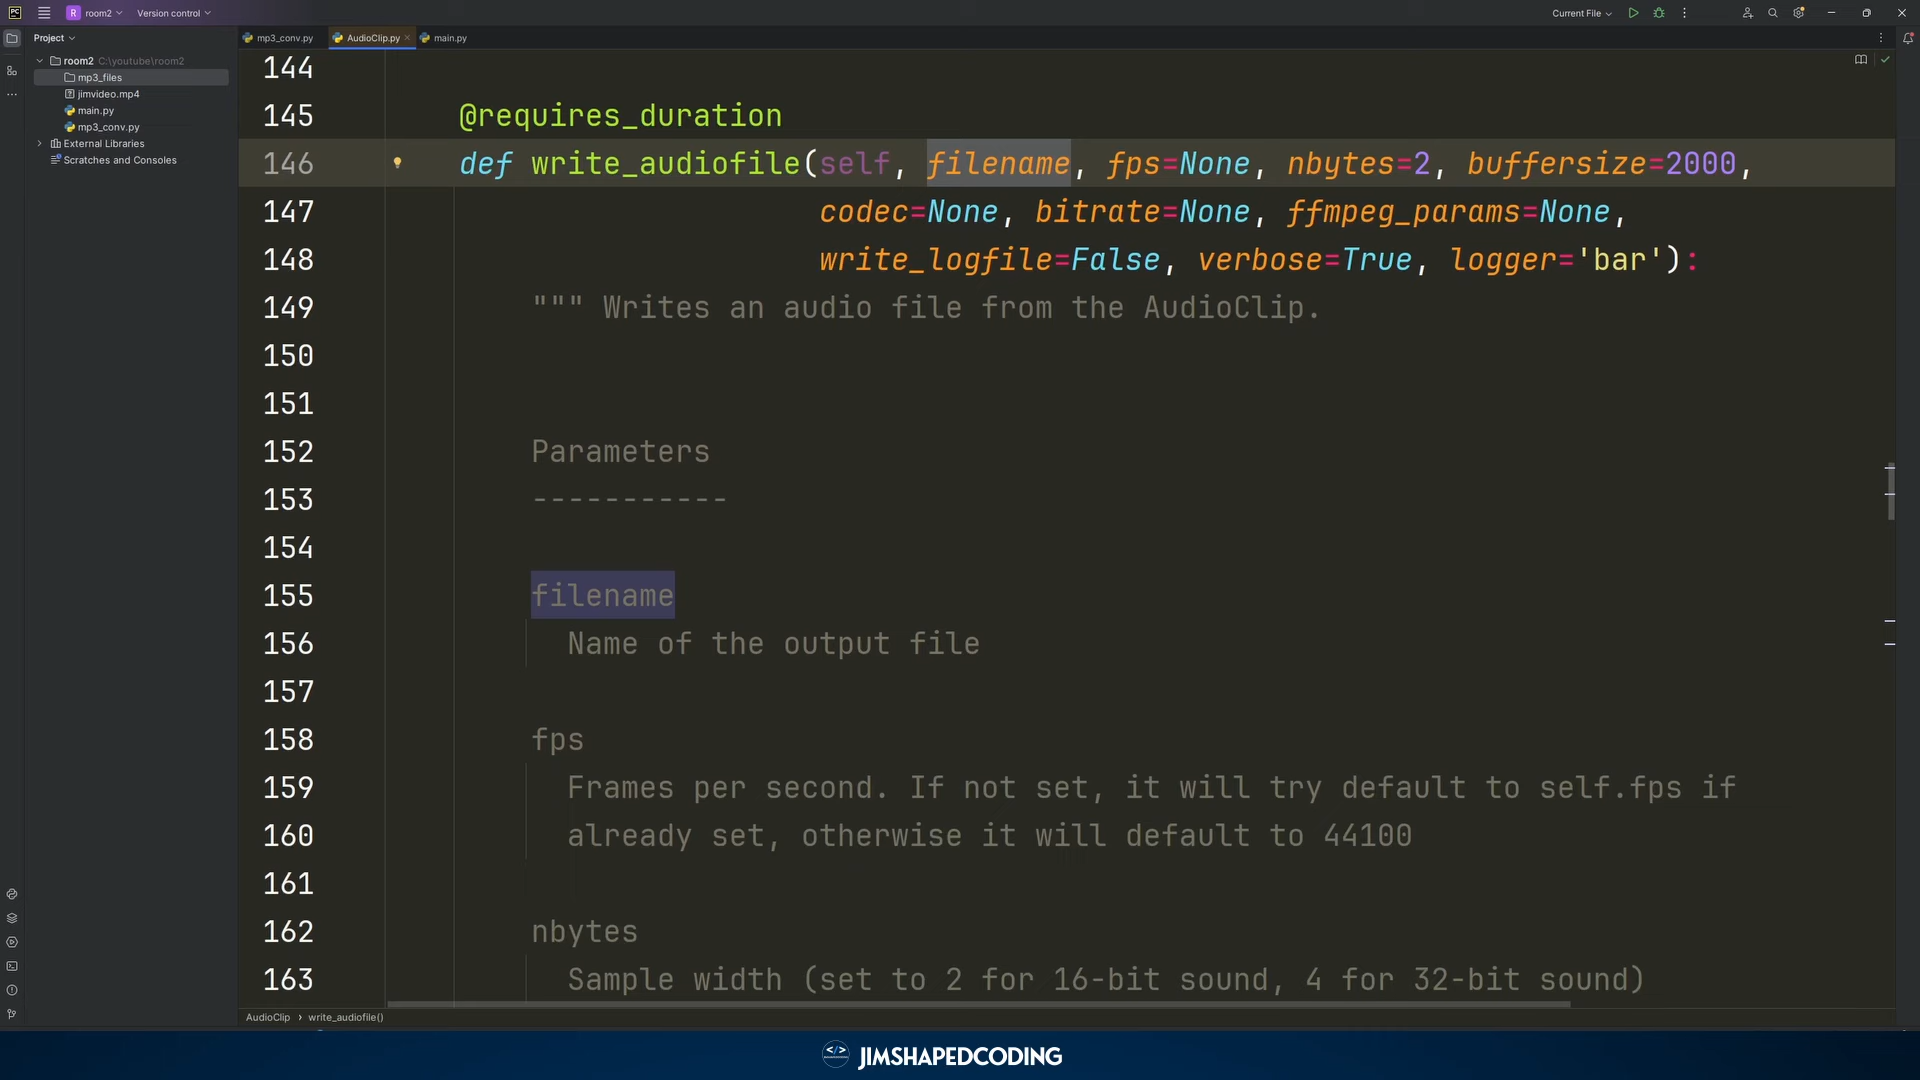 PC
R room2
Version control
Current File
Project
mp3_conv.py
AudioClip.py
main.py
room2 C:\youtube\room2
mp3_files
jimvideo.mp4
main.py
mp3_conv.py
External Libraries
Scratches and Consoles
144
145 @requires_duration
146 def write_audiofile(self, filename, fps=None, nbytes=2, buffersize=2000,
147 codec=None, bitrate=None, ffmpeg_params=None,
148 write_logfile=False, verbose=True, logger='bar'):
149 """ Writes an audio file from the AudioClip.
150
151
152 Parameters
153 -----------
154
155 filename
156 Name of the output file
157
158 fps
159 Frames per second. If not set, it will try default to self.fps if
160 already set, otherwise it will default to 44100
161
162 nbytes
163 Sample width (set to 2 for 16-bit sound, 4 for 32-bit sound)
AudioClip › write_audiofile()
</> JIMSHAPEDCODING